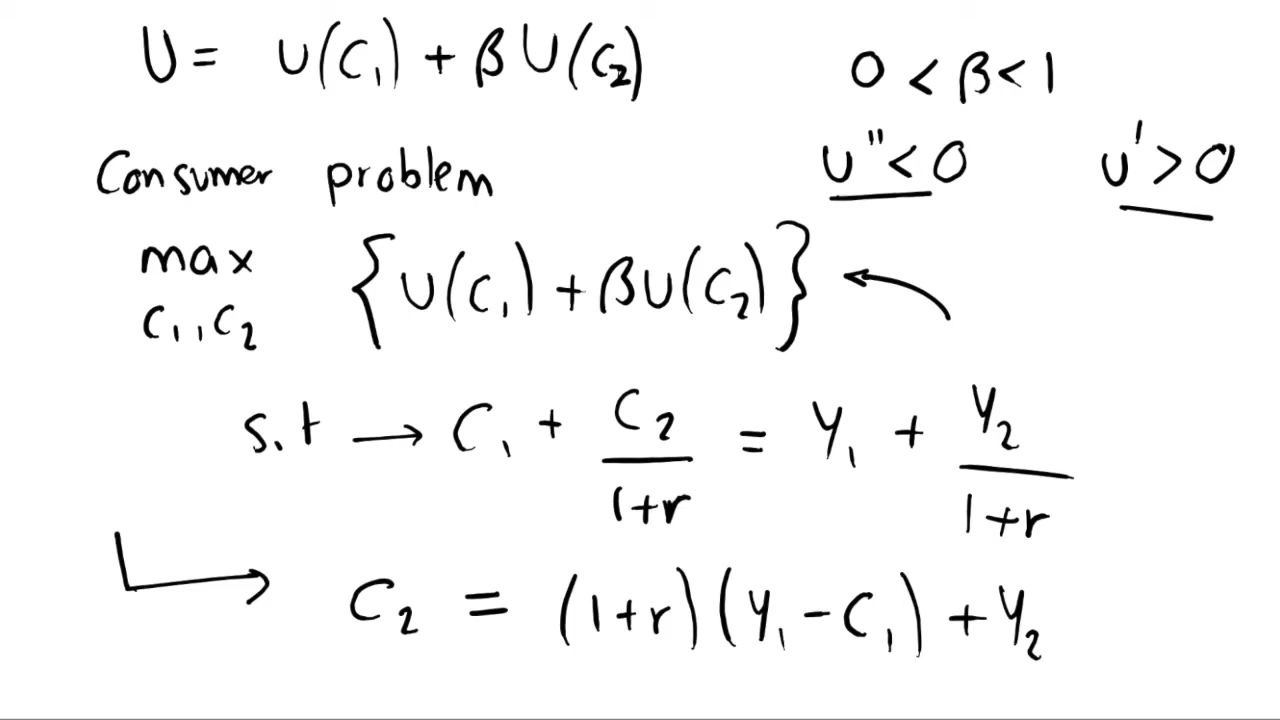 U = u(C₁) + βU(C₂) 0 < β < 1
Consumer problem u'' < 0 u' > 0
max {U(C₁) + βU(C₂)}
C₁, C₂
s.t → C₁ + C₂/1+r = Y₁ + Y₂/1+r
C₂ = (1+r)(Y₁ - C₁) + Y₂